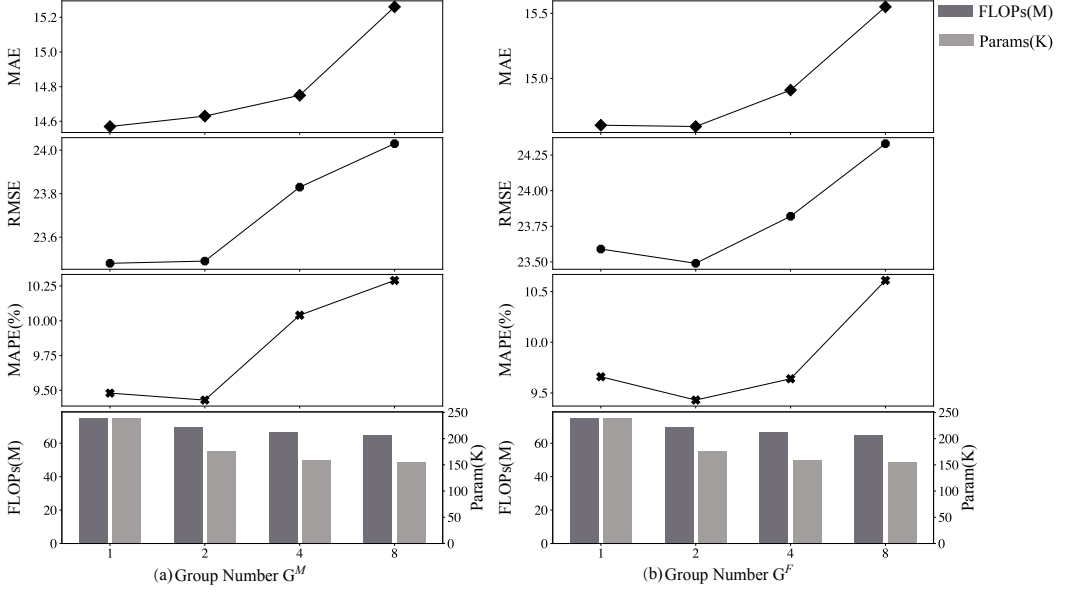 MAE
15.2
15.0
14.8
14.6
RMSE
24.0
23.8
23.6
MAPE(%)
10.25
10.00
9.75
9.50
FLOPs(M)
60
40
20
0
250
200
150
100
50
0
Param(K)
1 2 4 8
(a) Group Number G^M
MAE
15.5
15.0
RMSE
24.25
24.00
23.75
23.50
MAPE(%)
10.5
10.0
9.5
FLOPs(M)
60
40
20
0
250
200
150
100
50
0
Param(K)
1 2 4 8
(b) Group Number G^F
FLOPs(M)
Params(K)